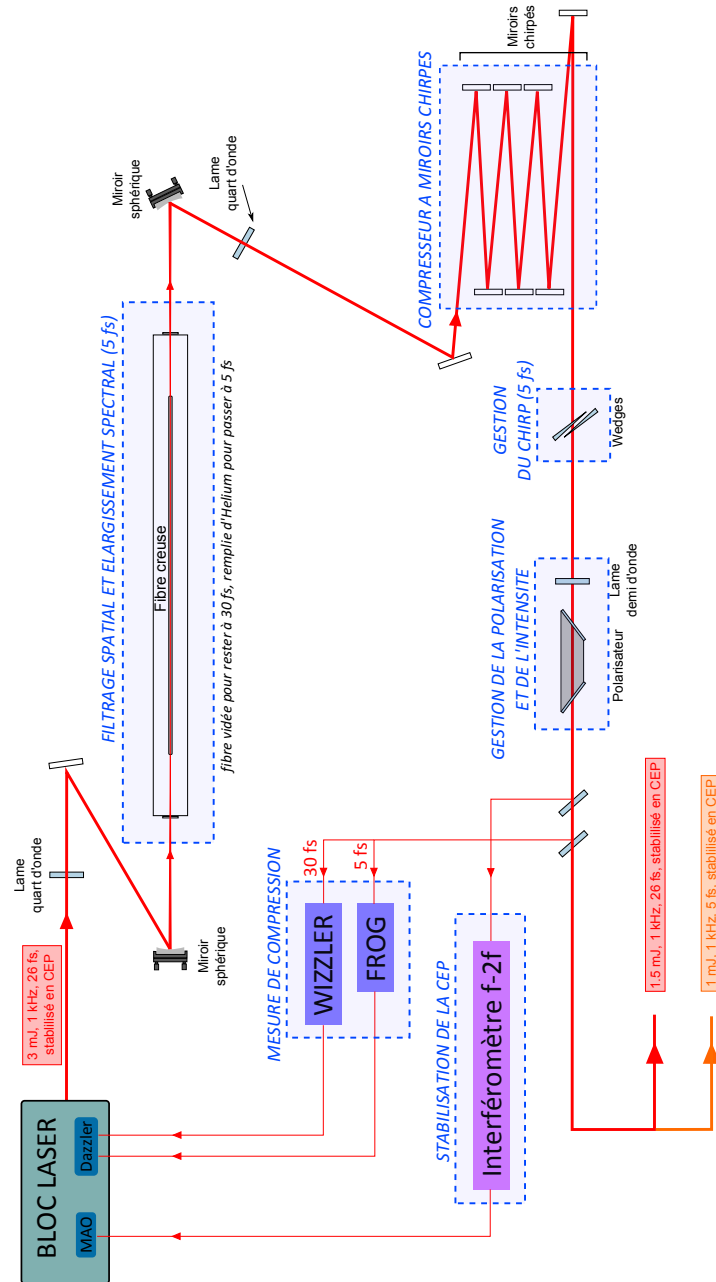 BLOC LASER
MAO
Dazzler
3 mJ, 1 kHz, 26 fs,
stabilisé en CEP
Lame
quart d'onde
Miroir
sphérique
FILTRAGE SPATIAL ET ELARGISSEMENT SPECTRAL (5 fs)
Fibre creuse
fibre vidée pour rester à 30 fs, remplie d'Helium pour passer à 5 fs
Miroir
sphérique
Lame
quart d'onde
COMPRESSEUR A MIROIRS CHIRPES
Miroirs
chirpés
GESTION
DU CHIRP (5 fs)
Wedges
GESTION DE LA POLARISATION
ET DE L'INTENSITE
Lame
demi d'onde
Polarisateur
MESURE DE COMPRESSION
WIZZLER
30 fs
FROG
5 fs
STABILISATION DE LA CEP
Interféromètre f-2f
1.5 mJ, 1 kHz, 26 fs, stablilisé en CEP
1 mJ, 1 kHz, 5 fs, stablilisé en CEP